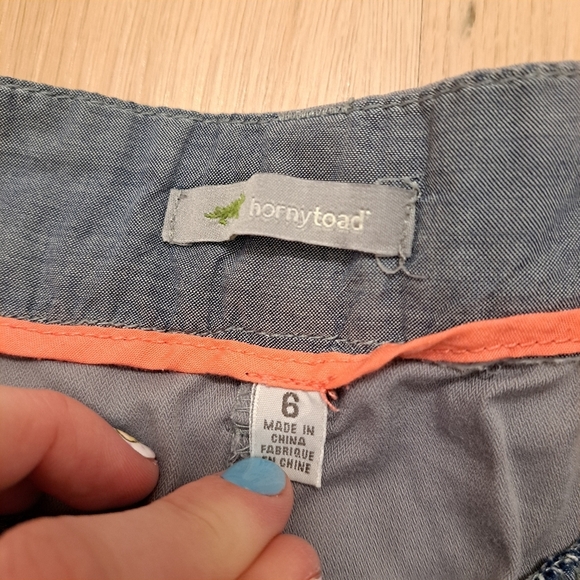 hornytoad
6
MADE IN
CHINA
FABRIQUE
EN CHINE